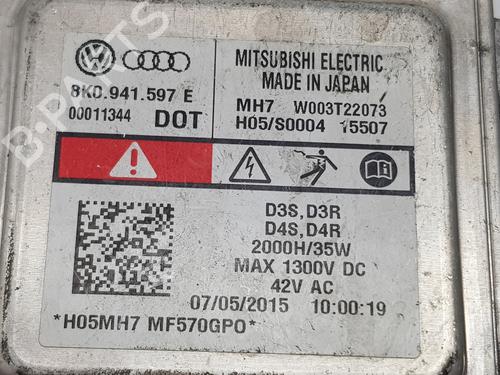 MITSUBISHI ELECTRIC
MADE IN JAPAN
8K0.941.597 E
00011344 DOT
MH7 W003T22073
H05/S0004 15507
D3S,D3R
D4S,D4R
2000H/35W
MAX 1300V DC
42V AC
07/05/2015 10:00:19
*H05MH7 MF570GPO*
B-Parts